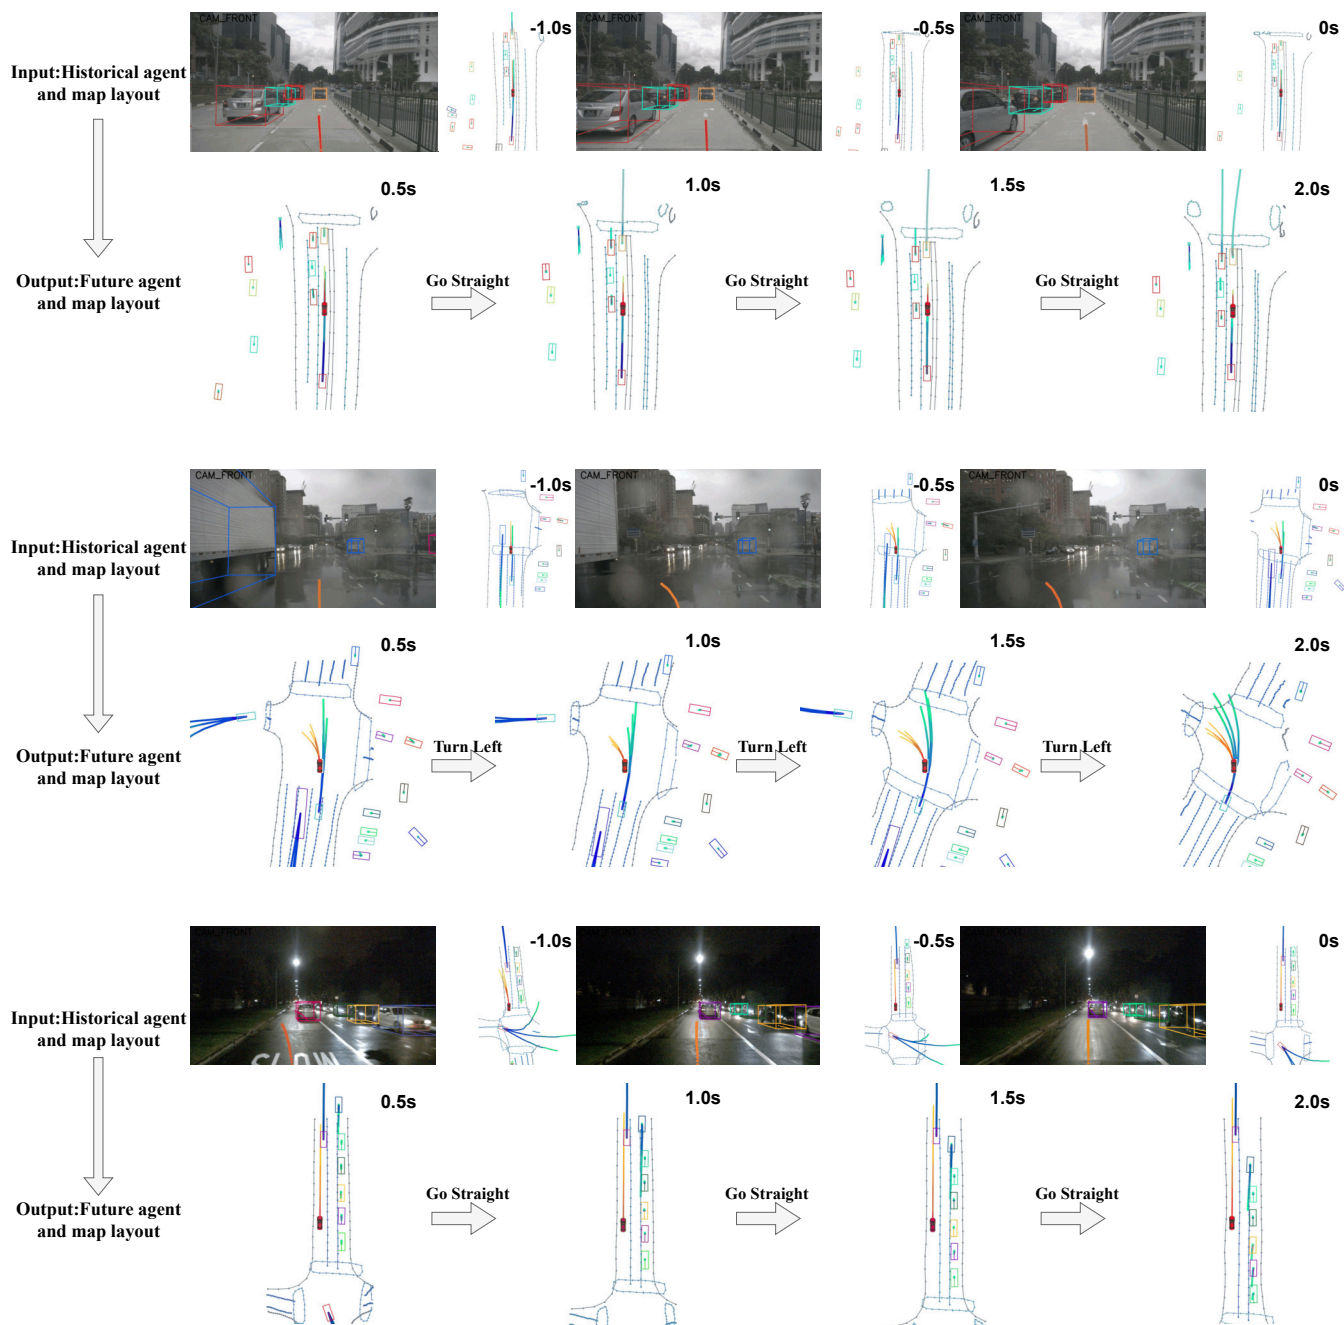 CAM_FRONT
-1.0s
-0.5s
0s
Input:Historical agent
and map layout
0.5s
1.0s
1.5s
2.0s
Output:Future agent
and map layout
Go Straight
Go Straight
Go Straight
CAM_FRONT
CAM_FRONT
CAM_FRONT
-1.0s
CAM_FRONT
-0.5s
CAM_FRONT
0s
Input:Historical agent
and map layout
0.5s
1.0s
1.5s
2.0s
Output:Future agent
and map layout
Turn Left
Turn Left
Turn Left
-1.0s
-0.5s
0s
SLOW
Input:Historical agent
and map layout
0.5s
1.0s
1.5s
2.0s
Output:Future agent
and map layout
Go Straight
Go Straight
Go Straight